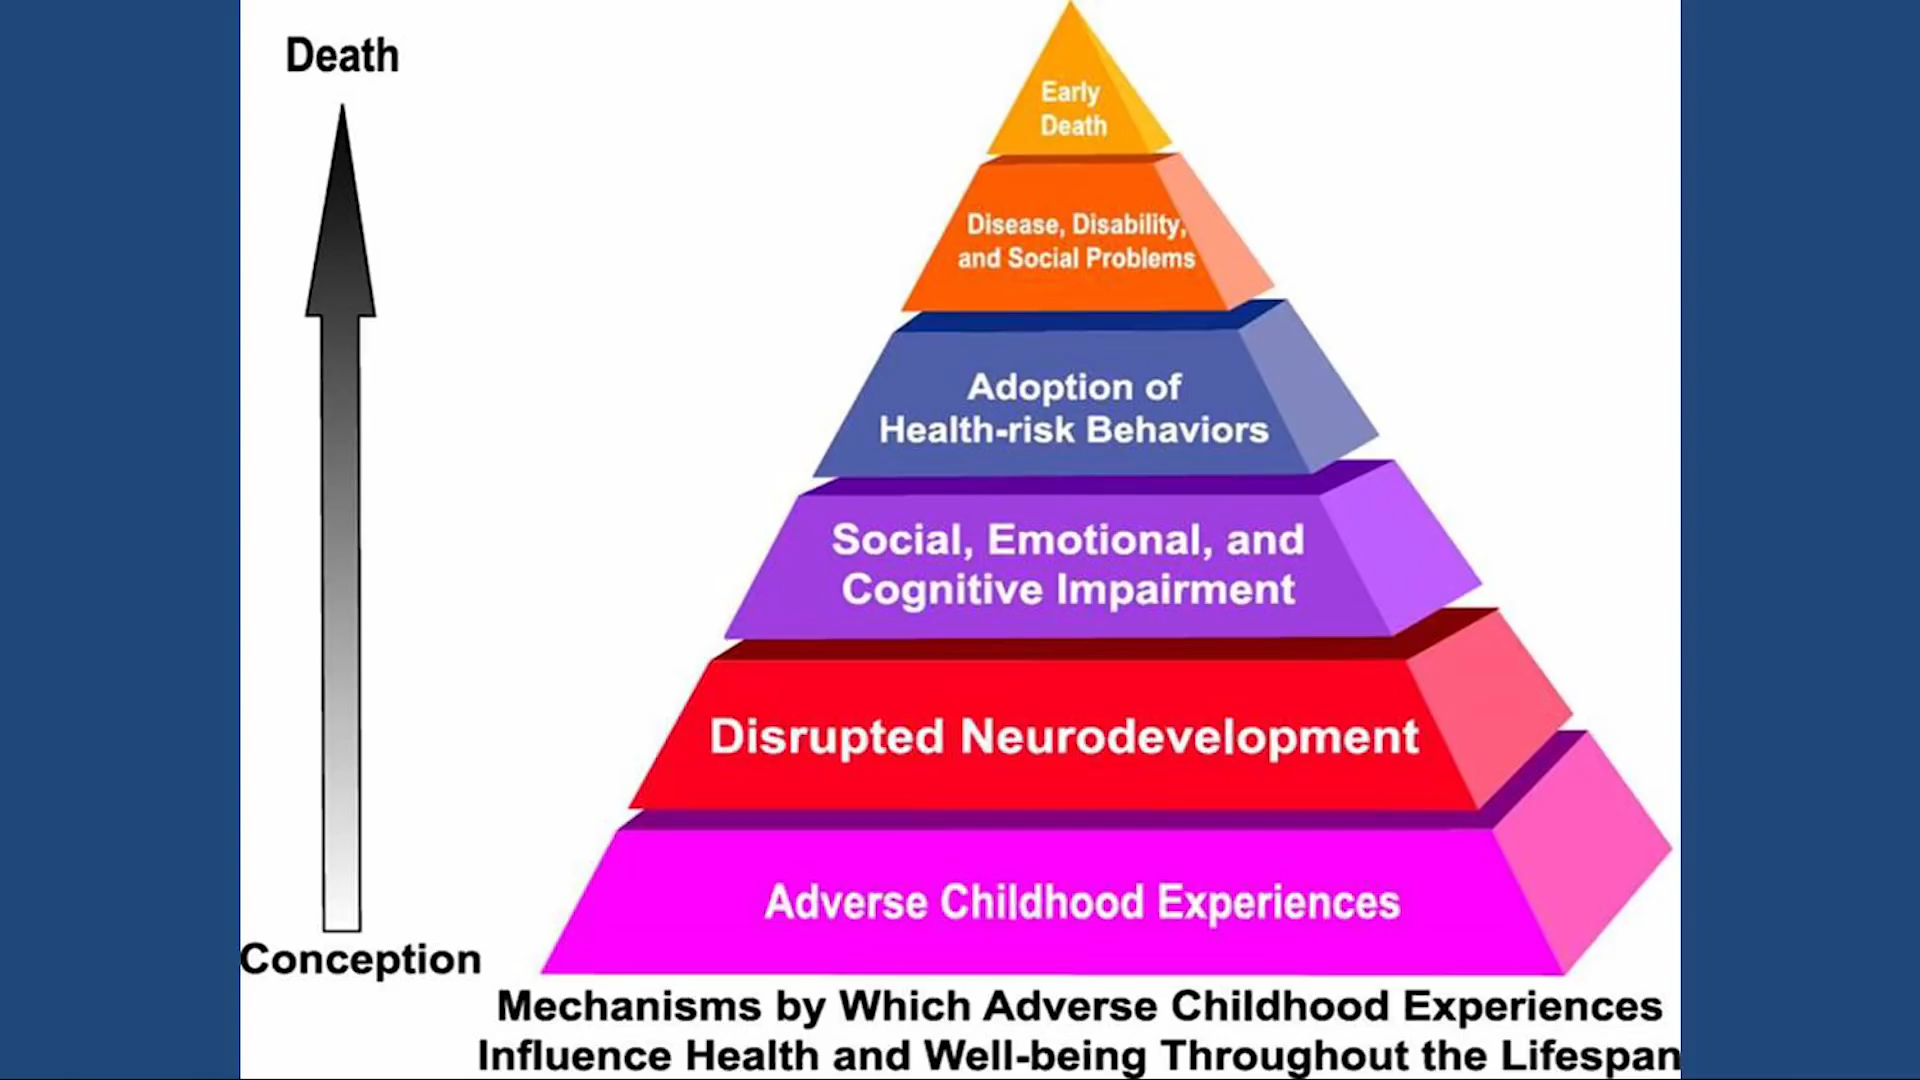 Death
Early
Death
Disease, Disability,
and Social Problems
Adoption of
Health-risk Behaviors
Social, Emotional, and
Cognitive Impairment
Disrupted Neurodevelopment
Adverse Childhood Experiences
Conception
Mechanisms by Which Adverse Childhood Experiences
Influence Health and Well-being Throughout the Lifespan